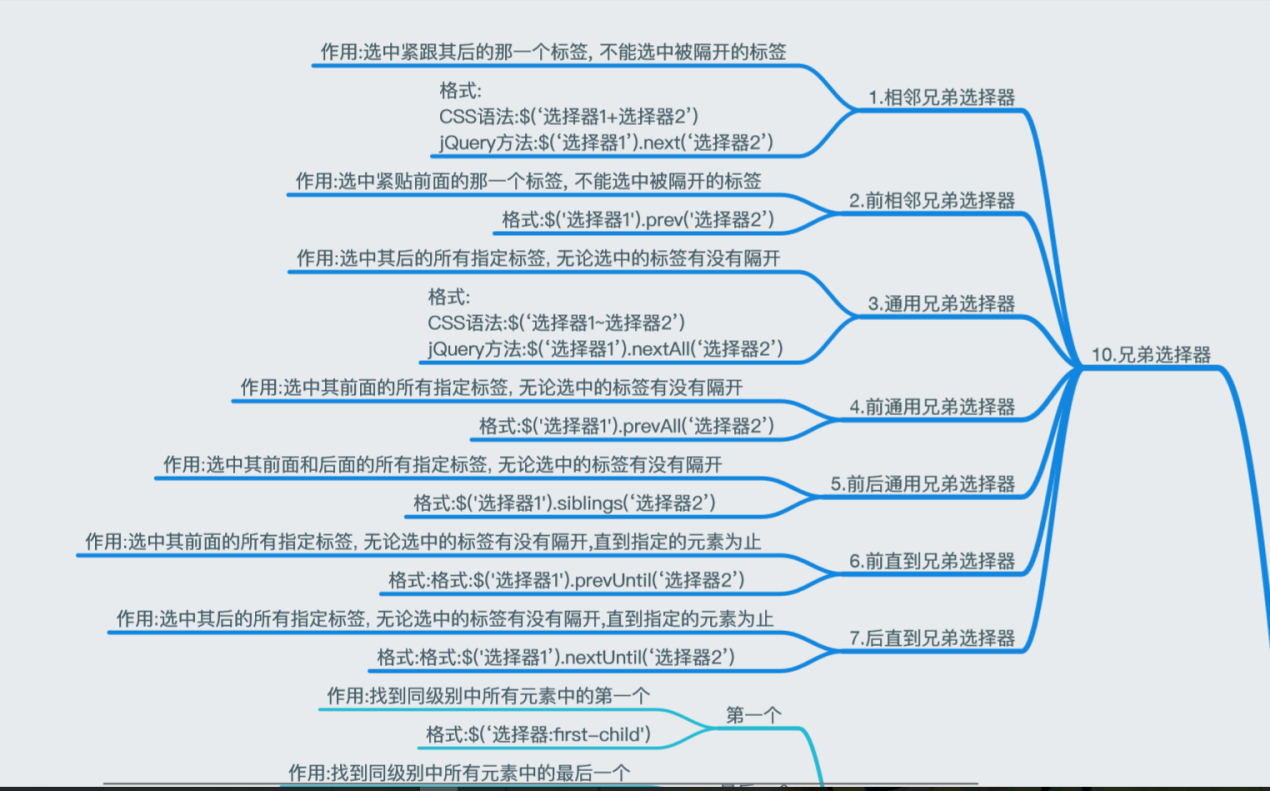 作用:选中紧跟其后的那一个标签, 不能选中被隔开的标签
1.相邻兄弟选择器
格式:
CSS语法:$(‘选择器1+选择器2’)
jQuery方法:$(‘选择器1’).next(‘选择器2’)
作用:选中紧贴前面的那一个标签, 不能选中被隔开的标签
2.前相邻兄弟选择器
格式:$('选择器1').prev('选择器2’)
作用:选中其后的所有指定标签, 无论选中的标签有没有隔开
3.通用兄弟选择器
格式:
CSS语法:$(‘选择器1~选择器2’)
jQuery方法:$(‘选择器1’).nextAll(‘选择器2’)
10.兄弟选择器
作用:选中其前面的所有指定标签, 无论选中的标签有没有隔开
4.前通用兄弟选择器
格式:$('选择器1').prevAll(‘选择器2’)
作用:选中其前面和后面的所有指定标签, 无论选中的标签有没有隔开
5.前后通用兄弟选择器
格式:$('选择器1').siblings(‘选择器2’)
作用:选中其前面的所有指定标签, 无论选中的标签有没有隔开,直到指定的元素为止
6.前直到兄弟选择器
格式:格式:$('选择器1').prevUntil(‘选择器2’)
作用:选中其后的所有指定标签, 无论选中的标签有没有隔开,直到指定的元素为止
7.后直到兄弟选择器
格式:格式:$('选择器1’).nextUntil(‘选择器2’)
作用:找到同级别中所有元素中的第一个
第一个
格式:$(‘选择器:first-child')
作用:找到同级别中所有元素中的最后一个